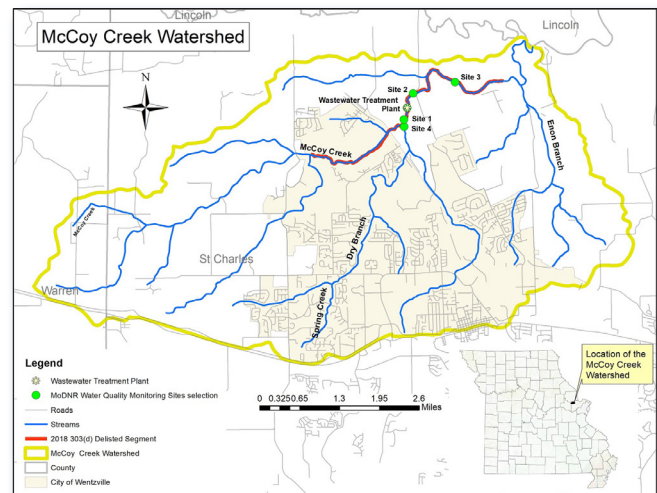 McCoy Creek Watershed
Lincoln
Lincoln
N
Site 2
Site 3
Wastewater Treatment
Plant
Site 1
Site 4
McCoy Creek
Enon Branch
McCoy Creek
St Charles
Dry Branch
Warren
Spring Creek
Legend
Wastewater Treatment Plant
MoDNR Water Quality Monitoring Sites selection
Roads
Streams
2018 303(d) Delisted Segment
McCoy Creek Watershed
County
City of Wentzville
0 0.325 0.65 1.3 1.95 2.6
Miles
Location of the
McCoy Creek
Watershed